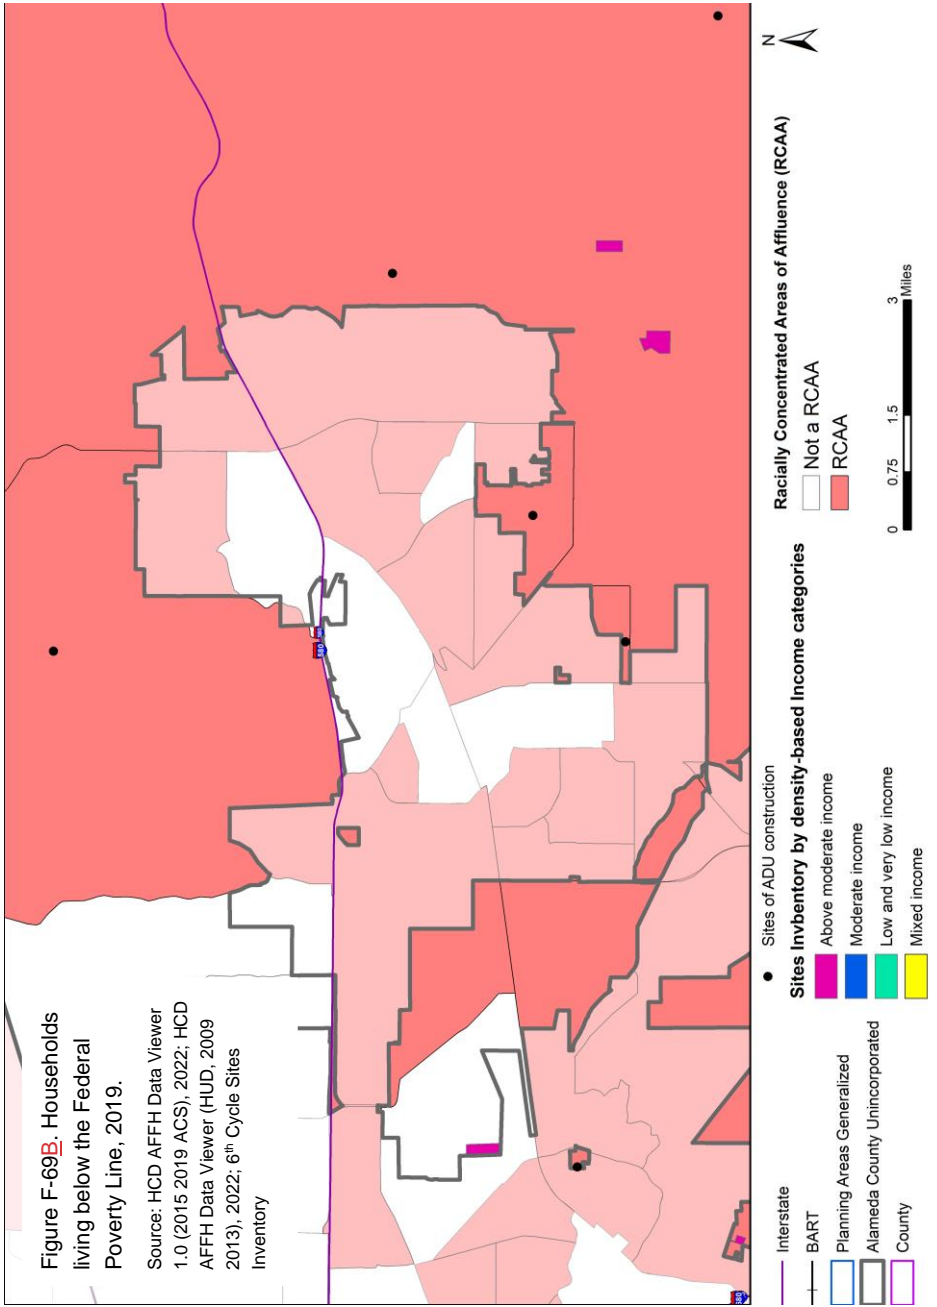 Figure F-69B. Households
living below the Federal
Poverty Line, 2019.
Source: HCD AFFH Data Viewer
1.0 (2015 2019 ACS), 2022; HCD
AFFH Data Viewer (HUD, 2009
2013), 2022; 6th Cycle Sites
Inventory
580
680
Interstate
BART
Planning Areas Generalized
Alameda County Unincorporated
County
Sites of ADU construction
Sites Invbentory by density-based Income categories
Above moderate income
Moderate income
Low and very low income
Mixed income
Racially Concentrated Areas of Affluence (RCAA)
Not a RCAA
RCAA
0 0.75 1.5 3
Miles
N